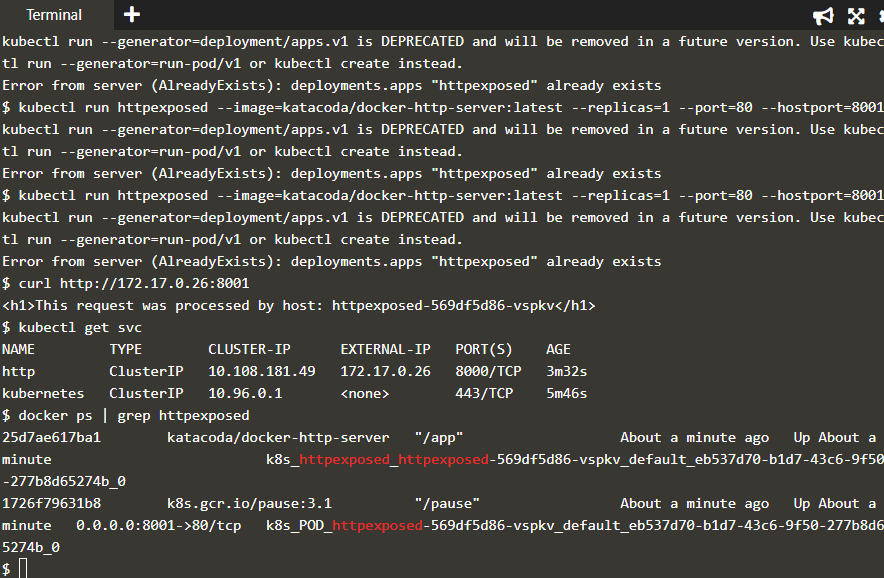 Terminal
kubectl run --generator=deployment/apps.v1 is DEPRECATED and will be removed in a future version. Use kubec
tl run --generator=run-pod/v1 or kubectl create instead.
Error from server (AlreadyExists): deployments.apps "httpexposed" already exists
$ kubectl run httpexposed --image=katacoda/docker-http-server:latest --replicas=1 --port=80 --hostport=8001
kubectl run --generator=deployment/apps.v1 is DEPRECATED and will be removed in a future version. Use kubec
tl run --generator=run-pod/v1 or kubectl create instead.
Error from server (AlreadyExists): deployments.apps "httpexposed" already exists
$ kubectl run httpexposed --image=katacoda/docker-http-server:latest --replicas=1 --port=80 --hostport=8001
kubectl run --generator=deployment/apps.v1 is DEPRECATED and will be removed in a future version. Use kubec
tl run --generator=run-pod/v1 or kubectl create instead.
Error from server (AlreadyExists): deployments.apps "httpexposed" already exists
$ curl http://172.17.0.26:8001
<h1>This request was processed by host: httpexposed-569df5d86-vspkv</h1>
$ kubectl get svc
NAME TYPE CLUSTER-IP EXTERNAL-IP PORT(S) AGE
http ClusterIP 10.108.181.49 172.17.0.26 8000/TCP 3m32s
kubernetes ClusterIP 10.96.0.1 <none> 443/TCP 5m46s
$ docker ps | grep httpexposed
25d7ae617ba1 katacoda/docker-http-server "/app" About a minute ago Up About a
minute k8s_httpexposed_httpexposed-569df5d86-vspkv_default_eb537d70-b1d7-43c6-9f50
-277b8d65274b_0
1726f79631b8 k8s.gcr.io/pause:3.1 "/pause" About a minute ago Up About a
minute 0.0.0.0:8001->80/tcp k8s_POD_httpexposed-569df5d86-vspkv_default_eb537d70-b1d7-43c6-9f50-277b8d6
5274b_0
$